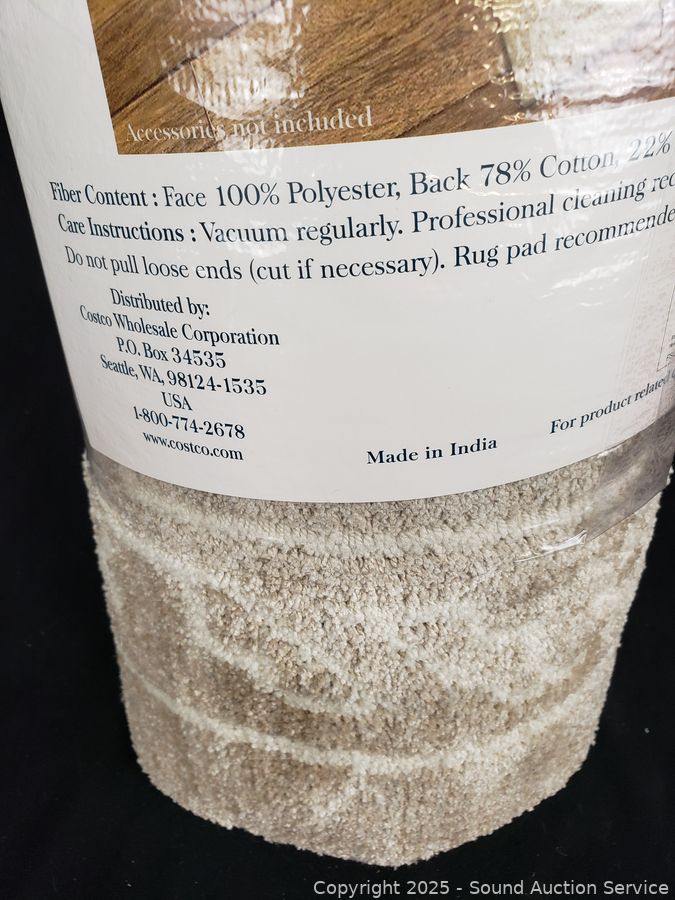 Accessories not included
Fiber Content : Face 100% Polyester, Back 78% Cotton, 22%
Care Instructions : Vacuum regularly. Professional cleaning
Do not pull loose ends (cut if necessary). Rug pad
Distributed by:
Costco Wholesale Corporation
P.O. Box 34535
Seattle, WA, 98124-1535
USA
1-800-774-2678
www.costco.com
Made in India
For product related
Copyright 2025 - Sound Auction Service